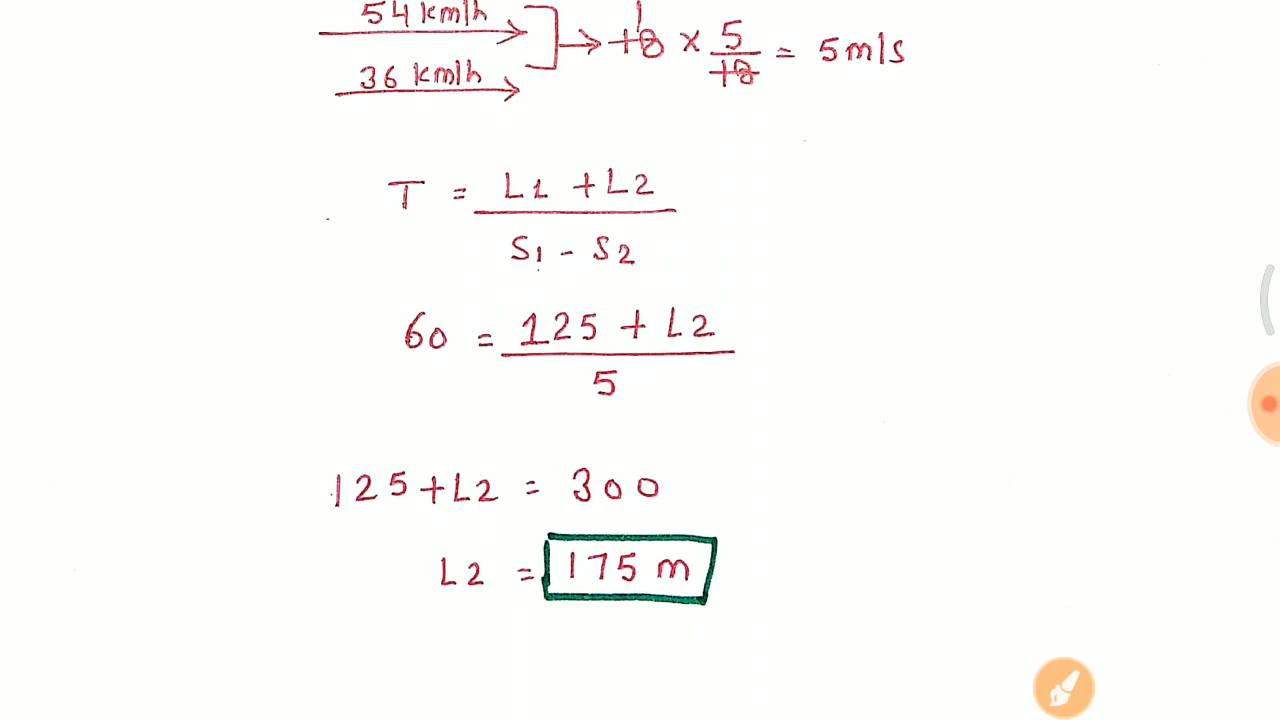 54 km/h
→ 18 × 5/18 = 5 m/s
36 km/h
T = L1 + L2
S1 - S2
60 = 125 + L2
5
125 + L2 = 300
L2 = 175 m